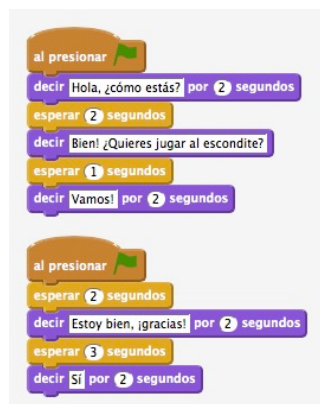 al presionar
decir Hola, ¿cómo estás? por 2 segundos
esperar 2 segundos
decir Bien! ¿Quieres jugar al escondite?
esperar 1 segundos
decir Vamos! por 2 segundos
al presionar
esperar 2 segundos
decir Estoy bien, ¡gracias! por 2 segundos
esperar 3 segundos
decir Sí por 2 segundos